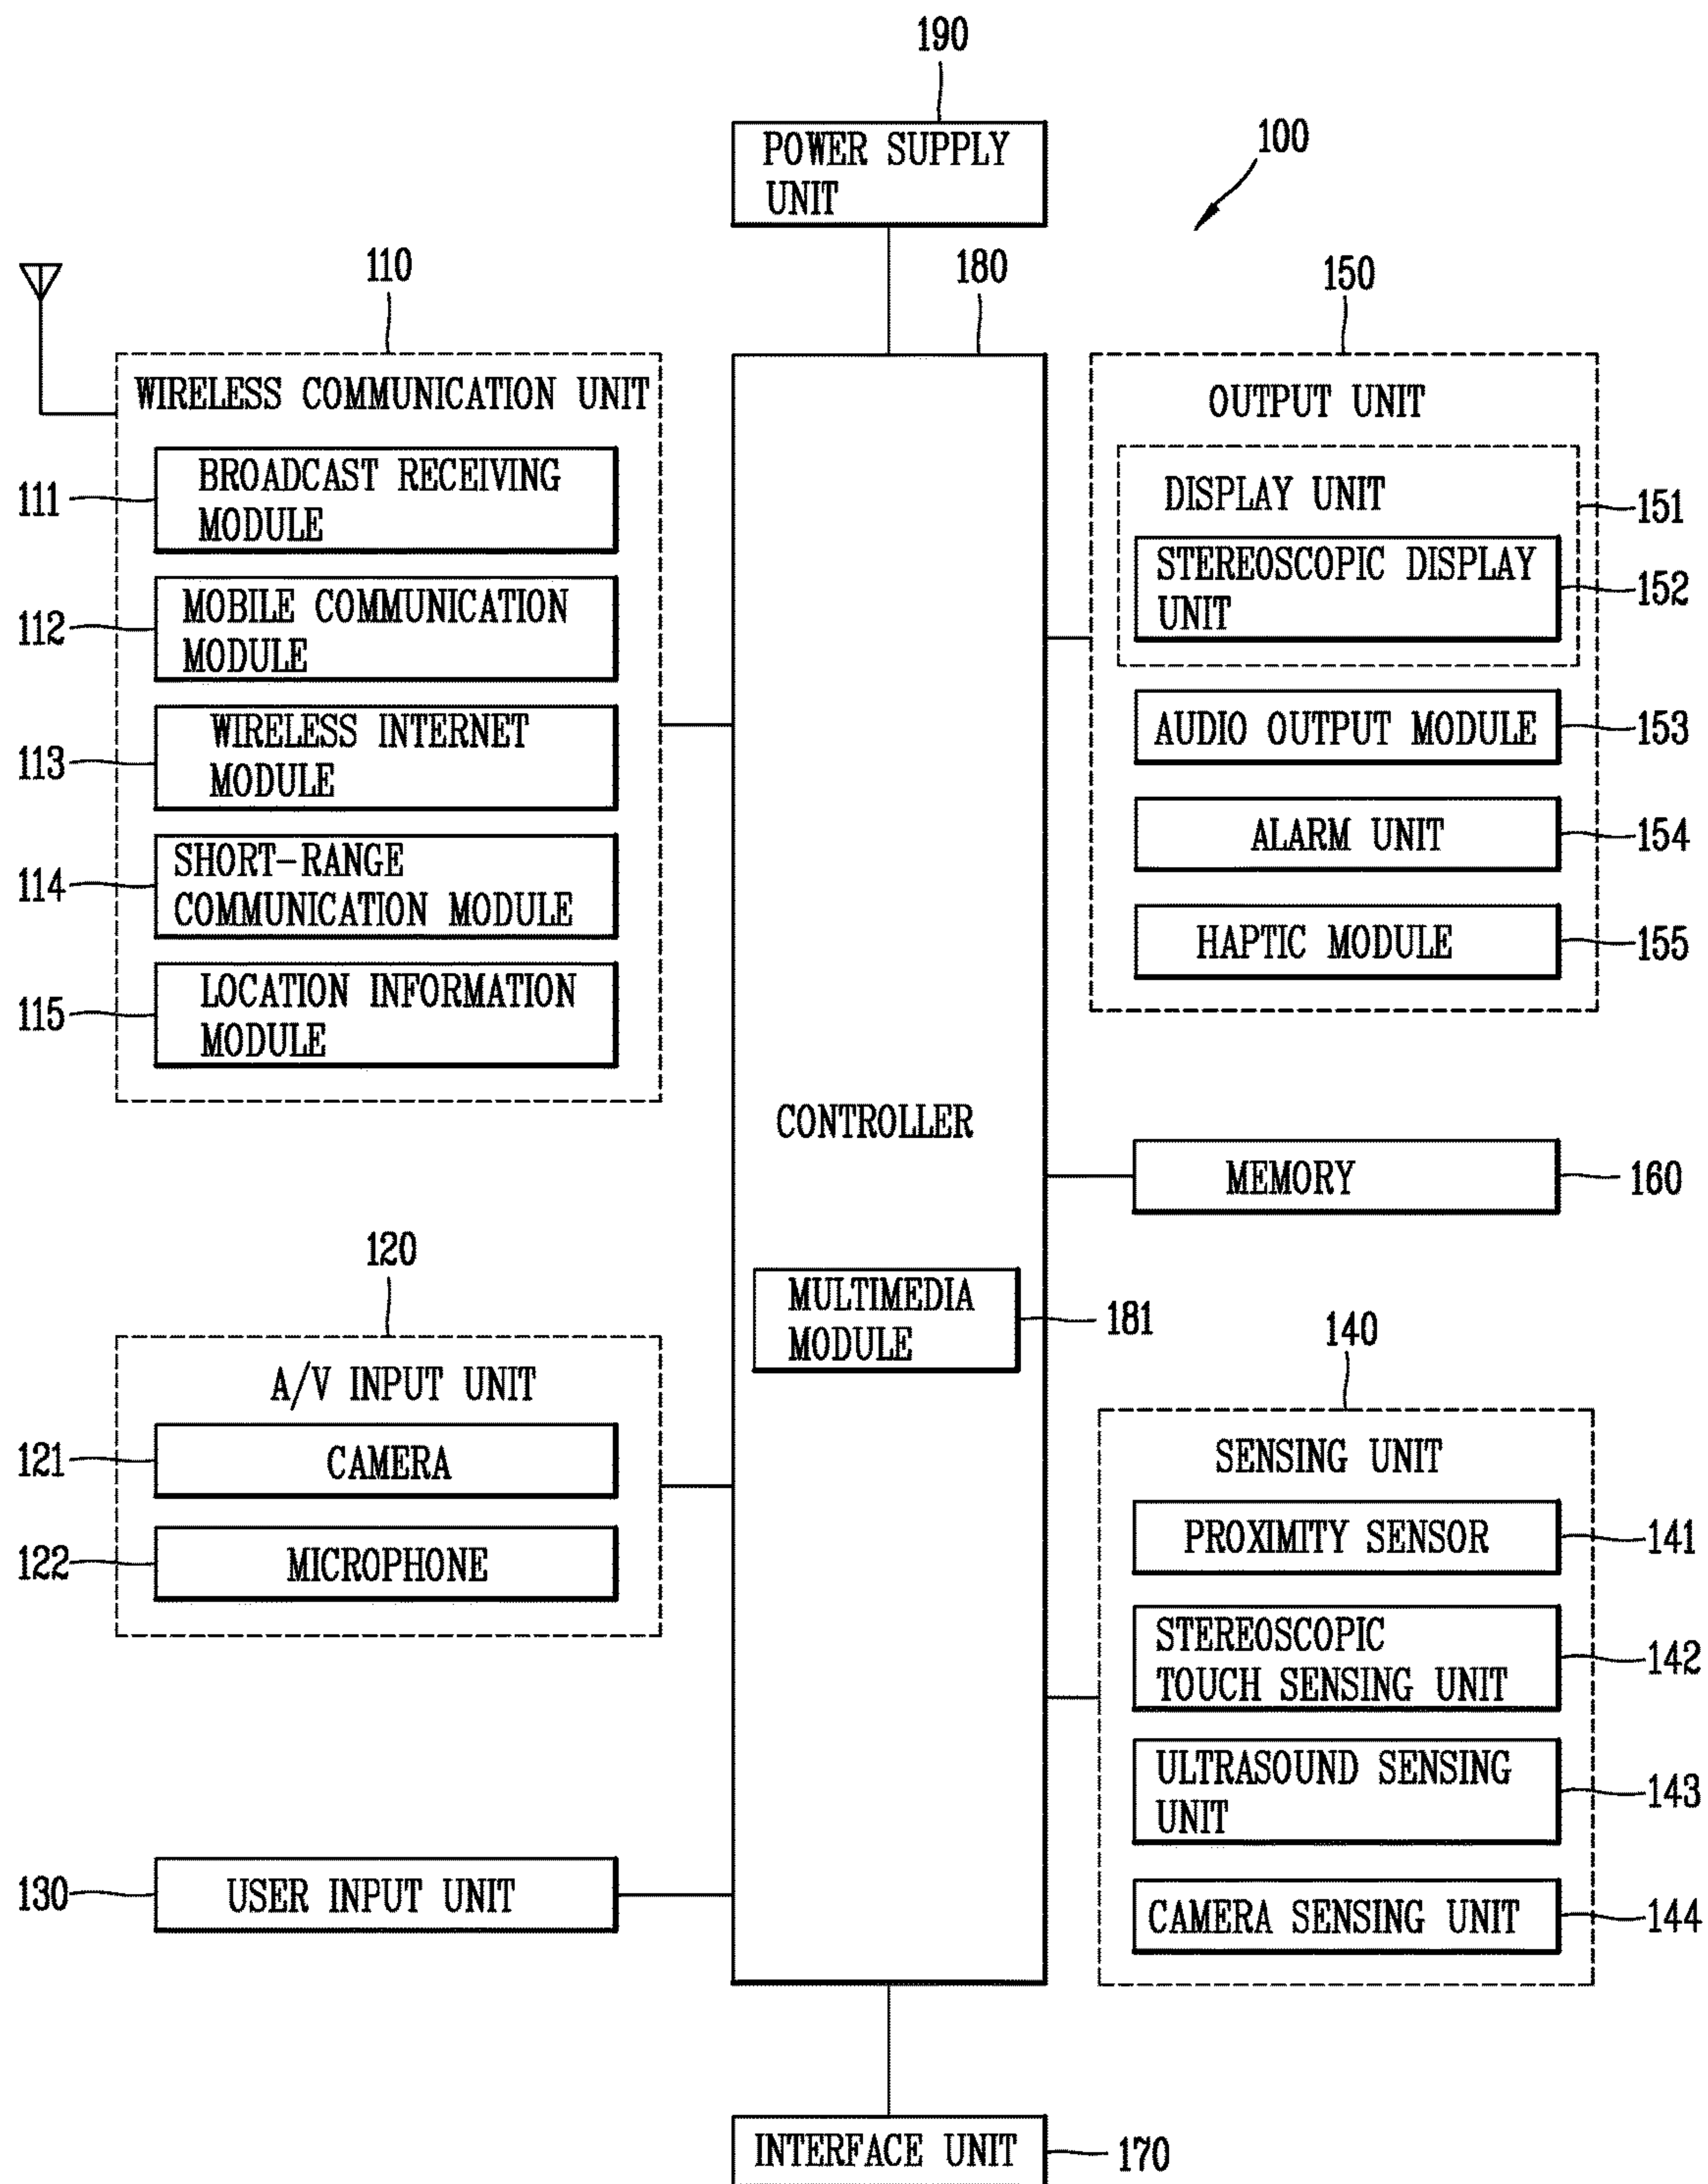 190
POWER SUPPLY
UNIT
100
110
180
150
WIRELESS COMMUNICATION UNIT
111
BROADCAST RECEIVING
MODULE
112
MOBILE COMMUNICATION
MODULE
113
WIRELESS INTERNET
MODULE
114
SHORT-RANGE
COMMUNICATION MODULE
115
LOCATION INFORMATION
MODULE
OUTPUT UNIT
DISPLAY UNIT
151
STEREOSCOPIC DISPLAY
UNIT
152
AUDIO OUTPUT MODULE
153
ALARM UNIT
154
HAPTIC MODULE
155
CONTROLLER
MEMORY
160
MULTIMEDIA
MODULE
181
120
A/V INPUT UNIT
121
CAMERA
122
MICROPHONE
140
SENSING UNIT
PROXIMITY SENSOR
141
STEREOSCOPIC
TOUCH SENSING UNIT
142
ULTRASOUND SENSING
UNIT
143
CAMERA SENSING UNIT
144
130
USER INPUT UNIT
INTERFACE UNIT
170